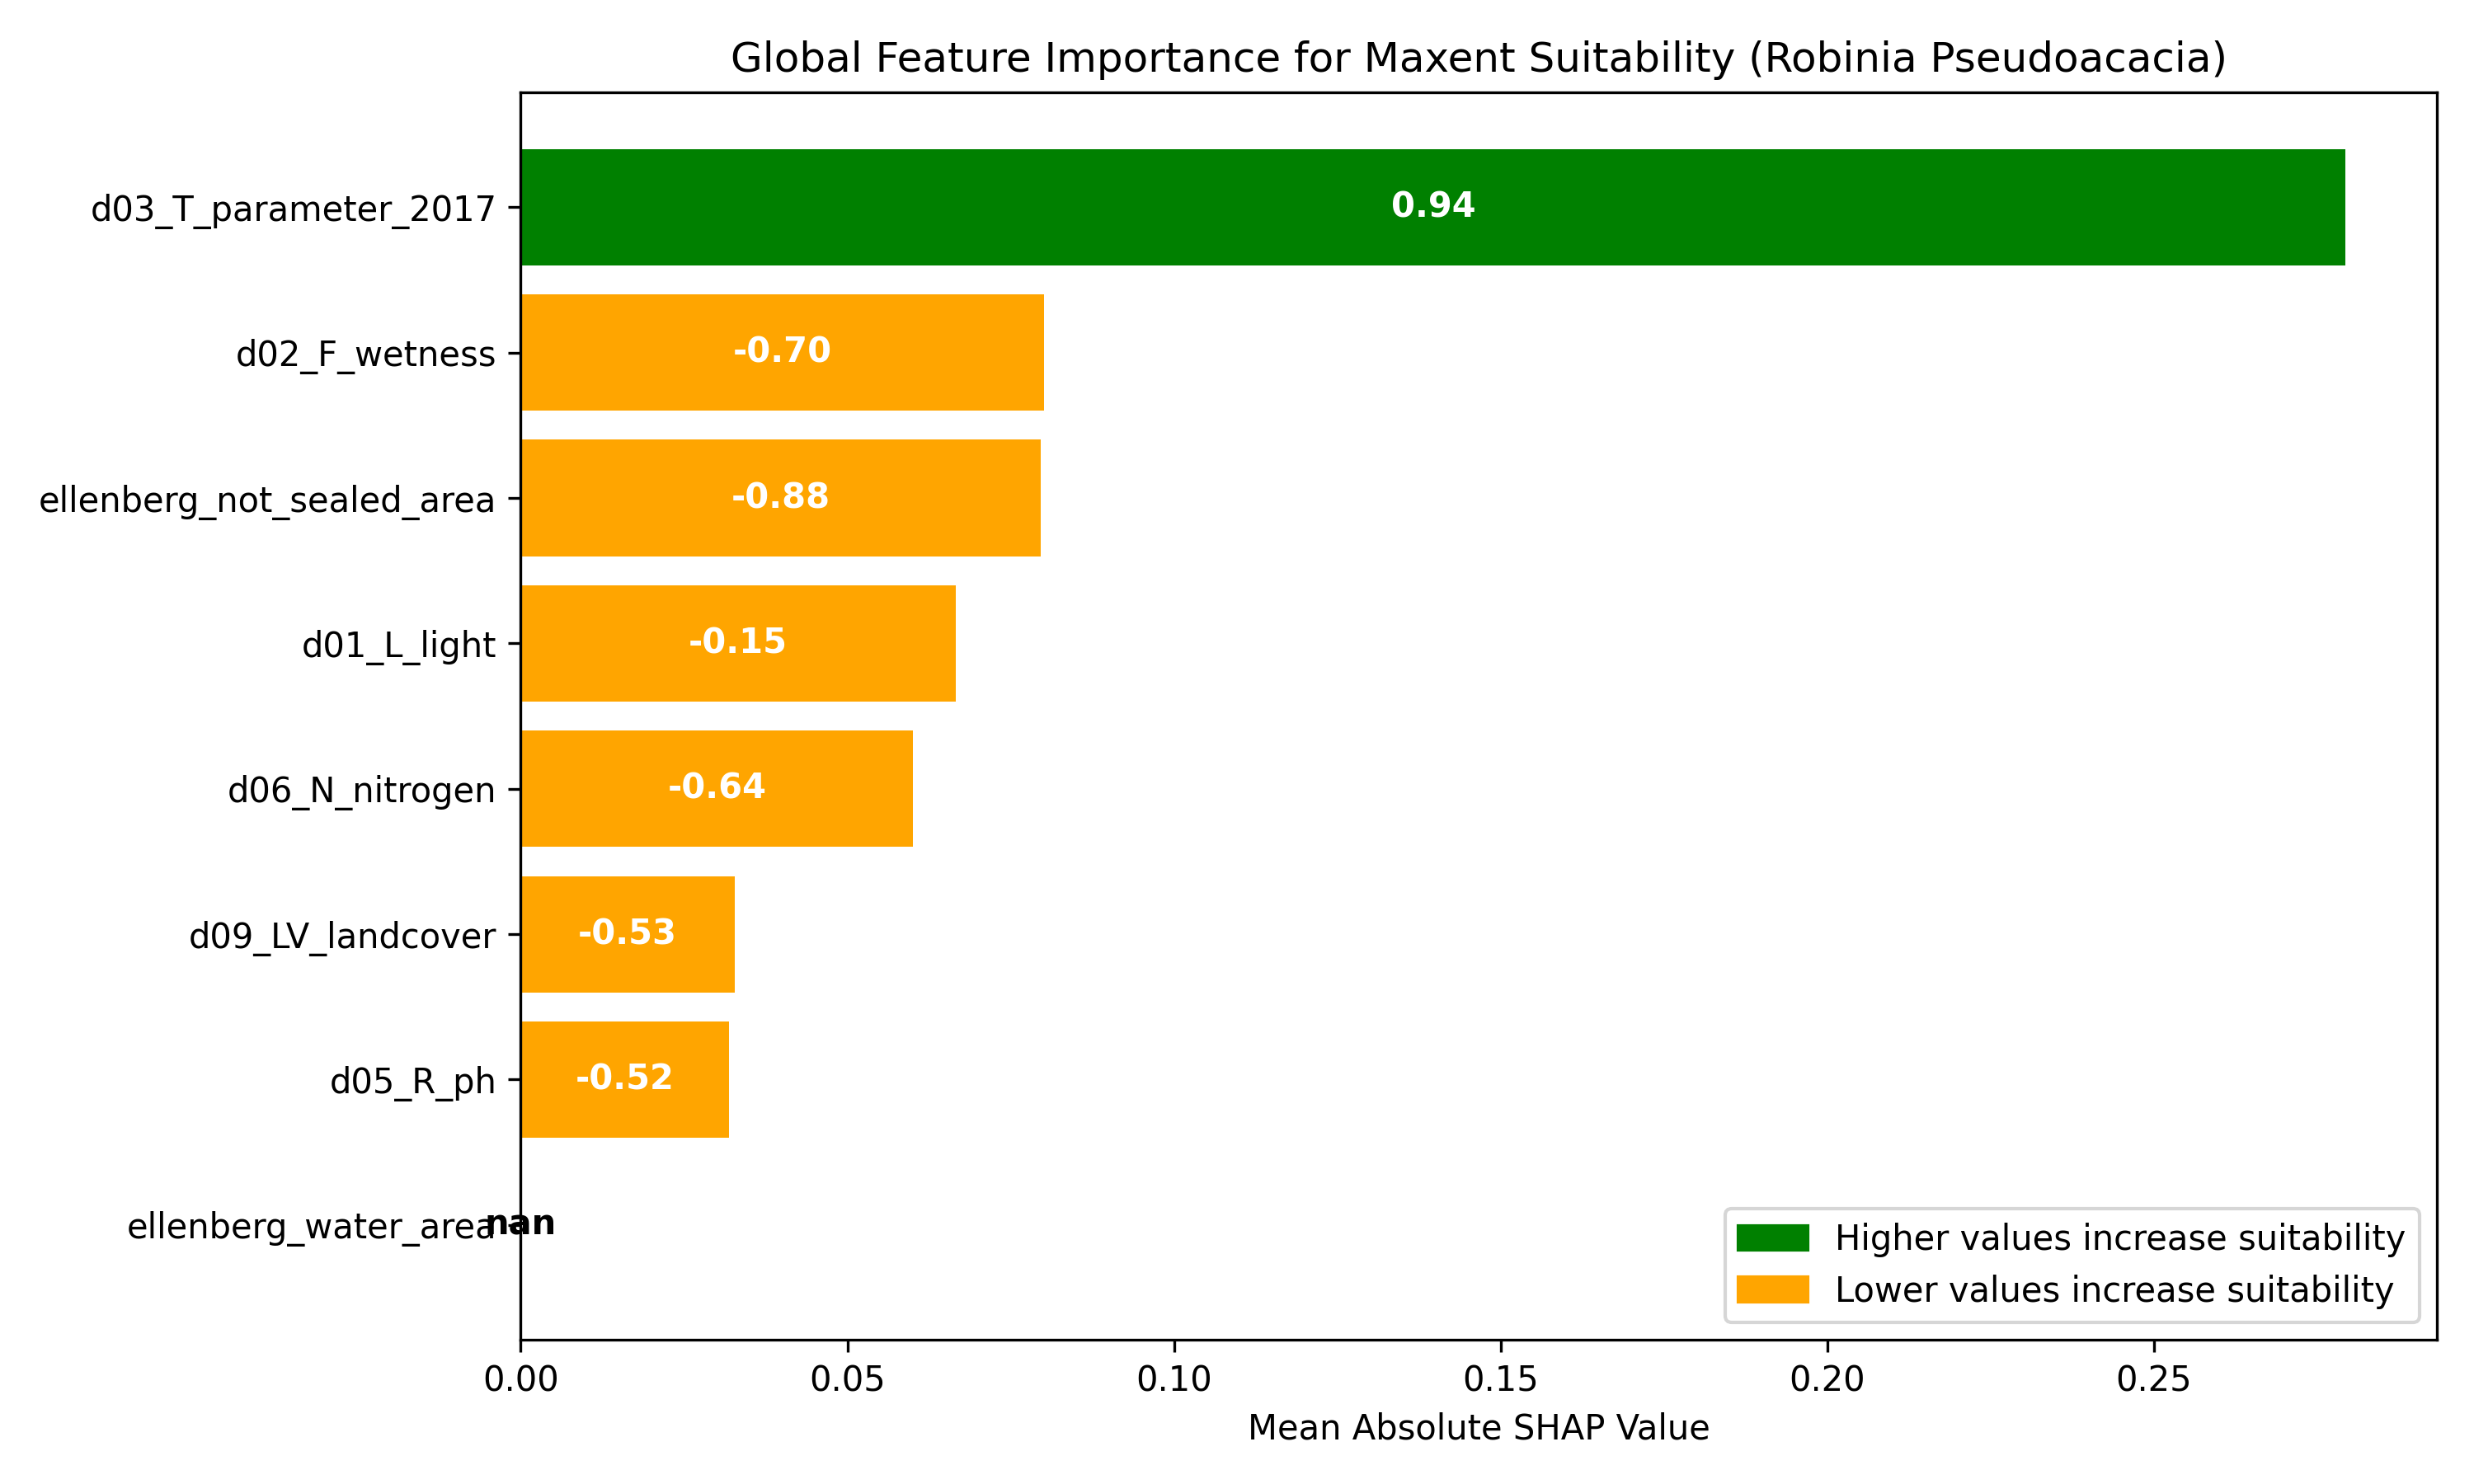 Global Feature Importance for Maxent Suitability (Robinia Pseudoacacia)
d03_T_parameter_2017
0.94
d02_F_wetness
-0.70
ellenberg_not_sealed_area
-0.88
d01_L_light
-0.15
d06_N_nitrogen
-0.64
d09_LV_landcover
-0.53
d05_R_ph
-0.52
ellenberg_water_area
nan
Higher values increase suitability
Lower values increase suitability
0.00 0.05 0.10 0.15 0.20 0.25
Mean Absolute SHAP Value